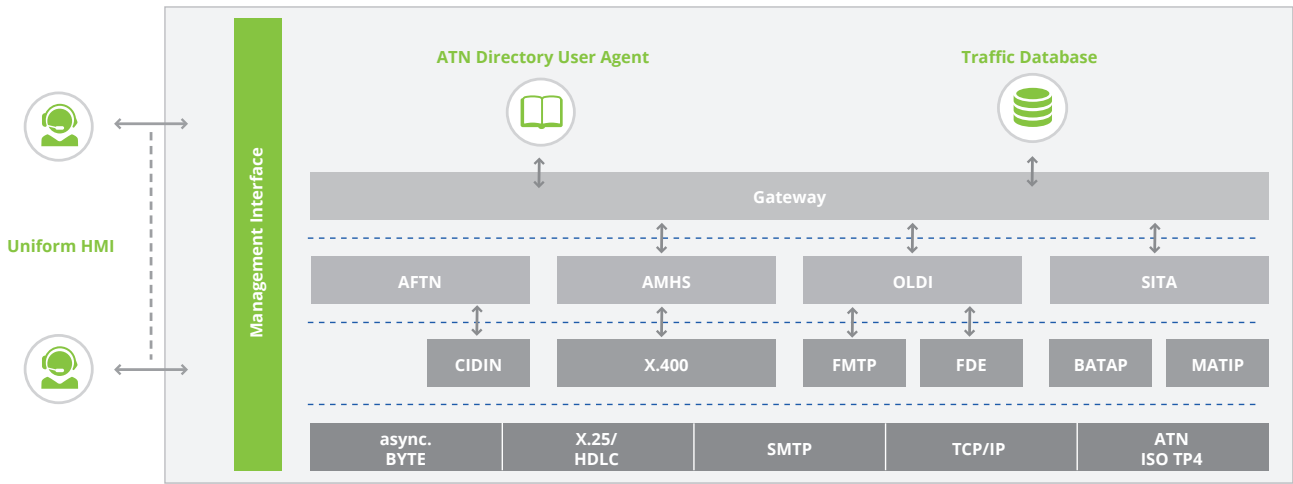 ATN Directory User Agent
Traffic Database
Uniform HMI
Management Interface
Gateway
AFTN
AMHS
OLDI
SITA
CIDIN
X.400
FMTP
FDE
BATAP
MATIP
async.
BYTE
X.25/
HDLC
SMTP
TCP/IP
ATN
ISO TP4